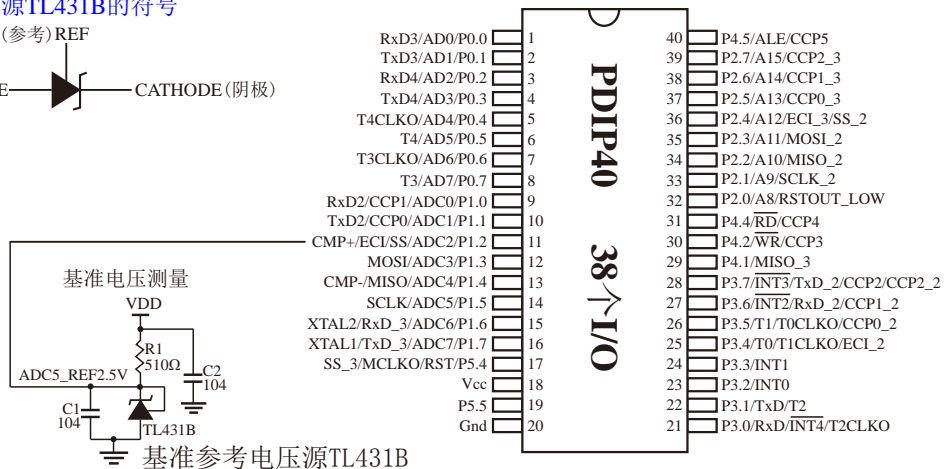 源TL431B的符号
(参考)REF
E
CATHODE(阴极)
RxD3/AD0/P0.0 1
TxD3/AD1/P0.1 2
RxD4/AD2/P0.2 3
TxD4/AD3/P0.3 4
T4CLKO/AD4/P0.4 5
T4/AD5/P0.5 6
T3CLKO/AD6/P0.6 7
T3/AD7/P0.7 8
RxD2/CCP1/ADC0/P1.0 9
TxD2/CCP0/ADC1/P1.1 10
CMP+/ECI/SS/ADC2/P1.2 11
MOSI/ADC3/P1.3 12
CMP-/MISO/ADC4/P1.4 13
SCLK/ADC5/P1.5 14
XTAL2/RxD_3/ADC6/P1.6 15
XTAL1/TxD_3/ADC7/P1.7 16
SS_3/MCLKO/RST/P5.4 17
Vcc 18
P5.5 19
Gnd 20
PDIP40 38个I/O
40 P4.5/ALE/CCP5
39 P2.7/A15/CCP2_3
38 P2.6/A14/CCP1_3
37 P2.5/A13/CCP0_3
36 P2.4/A12/ECI_3/SS_2
35 P2.3/A11/MOSI_2
34 P2.2/A10/MISO_2
33 P2.1/A9/SCLK_2
32 P2.0/A8/RSTOUT_LOW
31 P4.4/RD/CCP4
30 P4.2/WR/CCP3
29 P4.1/MISO_3
28 P3.7/INT3/TxD_2/CCP2/CCP2_2
27 P3.6/INT2/RxD_2/CCP1_2
26 P3.5/T1/T0CLKO/CCP0_2
25 P3.4/T0/T1CLKO/ECI_2
24 P3.3/INT1
23 P3.2/INT0
22 P3.1/TxD/T2
21 P3.0/RxD/INT4/T2CLKO
基准电压测量
VDD
R1
510Ω
C2
104
ADC5_REF2.5V
C1
104
TL431B
基准参考电压源TL431B